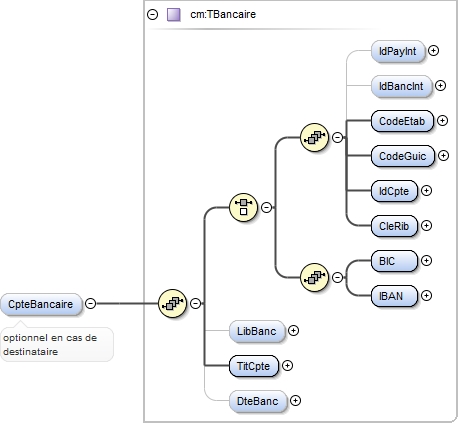 cm:TBancaire
IdPayInt
IdBancInt
CodeEtab
CodeGuic
IdCpte
CleRib
BIC
IBAN
CpteBancaire
optionnel en cas de
destinataire
LibBanc
TitCpte
DteBanc